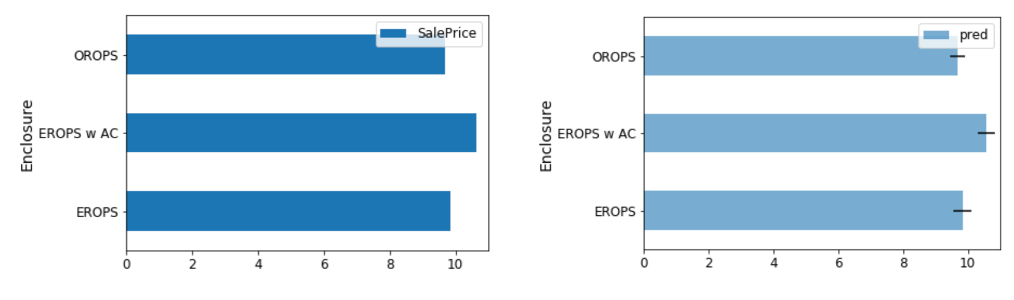 SalePrice
OROPS
EROPS w AC
EROPS
Enclosure
0 2 4 6 8 10
pred
OROPS
EROPS w AC
EROPS
Enclosure
0 2 4 6 8 10